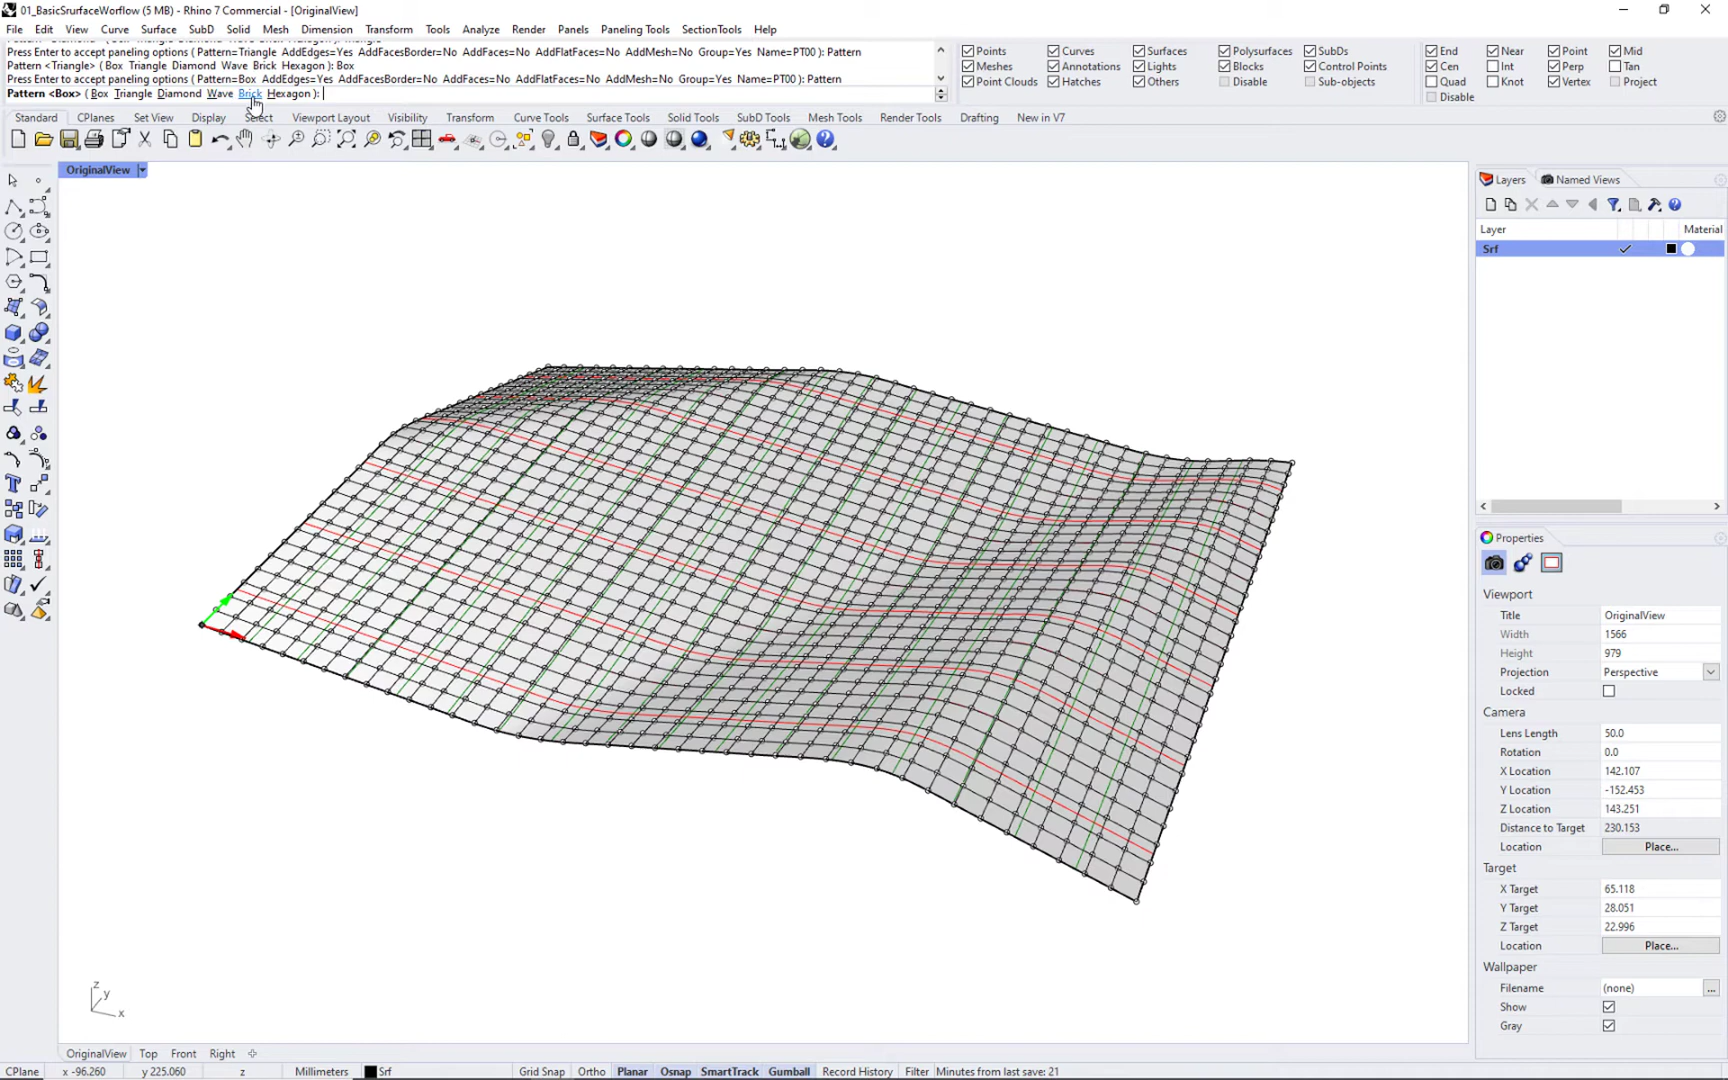 01_BasicSrurfaceWorflow (5 MB) - Rhino 7 Commercial - [OriginalView]
File Edit View Curve Surface SubD Solid Mesh Dimension Transform Tools Analyze Render Panels Paneling Tools SectionTools Help
Press Enter to accept paneling options ( Pattern=Triangle AddEdges=Yes AddFacesBorder=No AddFaces=No AddFlatFaces=No AddMesh=No Group=Yes Name=PT00 ): Pattern
Pattern <Triangle> ( Box Triangle Diamond Wave Brick Hexagon ): Box
Press Enter to accept paneling options ( Pattern=Box AddEdges=Yes AddFacesBorder=No AddFaces=No AddFlatFaces=No AddMesh=No Group=Yes Name=PT00 ): Pattern
Pattern <Box> ( Box Triangle Diamond Wave Brick Hexagon ):
Points Curves Surfaces Polysurfaces SubDs
Meshes Annotations Lights Blocks Control Points
Point Clouds Hatches Others Disable Sub-objects
End Near Point Mid
Cen Int Perp Tan
Quad Knot Vertex Project
Disable
Standard CPlanes Set View Display Select Viewport Layout Visibility Transform Curve Tools Surface Tools Solid Tools SubD Tools Mesh Tools Render Tools Drafting New in V7
OriginalView
Layers Named Views
Layer Material
Srf
Properties
Viewport
Title OriginalView
Width 1566
Height 979
Projection Perspective
Locked
Camera
Lens Length 50.0
Rotation 0.0
X Location 142.107
Y Location -152.453
Z Location 143.251
Distance to Target 230.153
Location Place...
Target
X Target 65.118
Y Target 28.051
Z Target 22.996
Location Place...
Wallpaper
Filename (none) ...
Show
Gray
z
y
x
OriginalView Top Front Right
CPlane x -96.260 y 225.060 z Millimeters Srf Grid Snap Ortho Planar Osnap SmartTrack Gumball Record History Filter Minutes from last save: 21